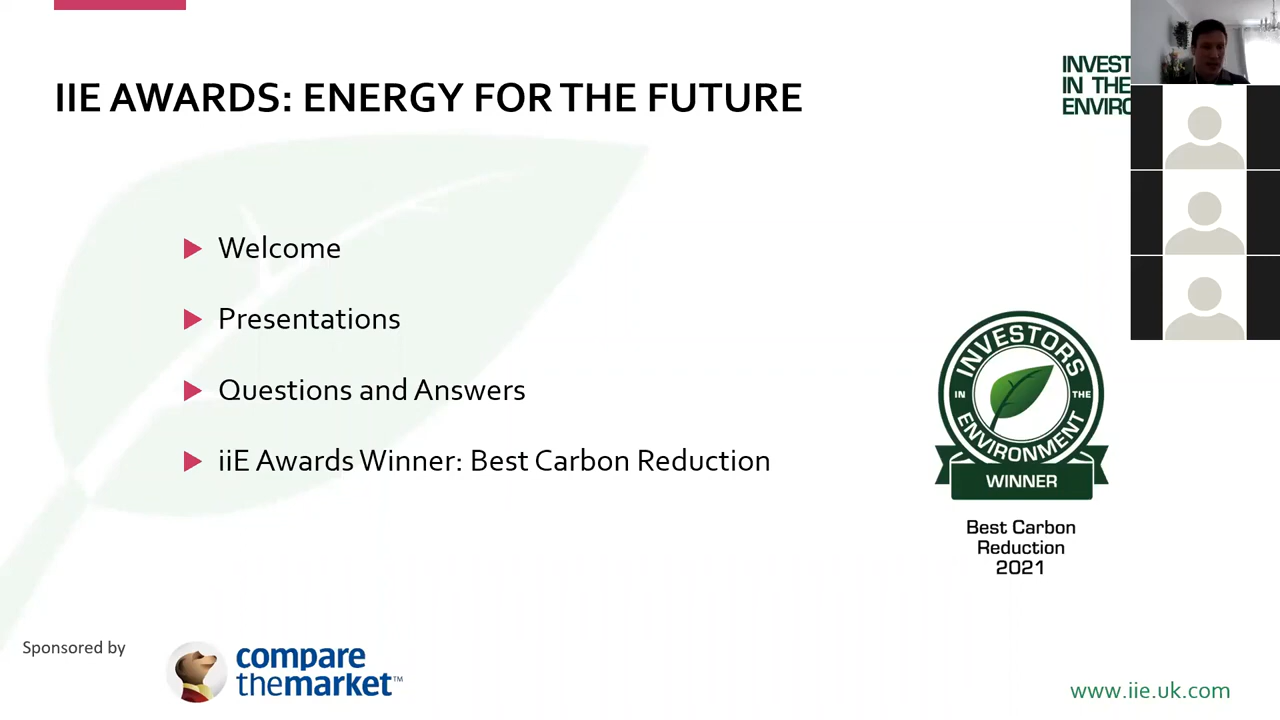 IIE AWARDS: ENERGY FOR THE FUTURE
INVEST
IN THE
ENVIRO
Welcome
Presentations
Questions and Answers
iiE Awards Winner: Best Carbon Reduction
INVESTORS
IN THE
ENVIRONMENT
WINNER
Best Carbon
Reduction
2021
Sponsored by
compare
themarket™
www.iie.uk.com